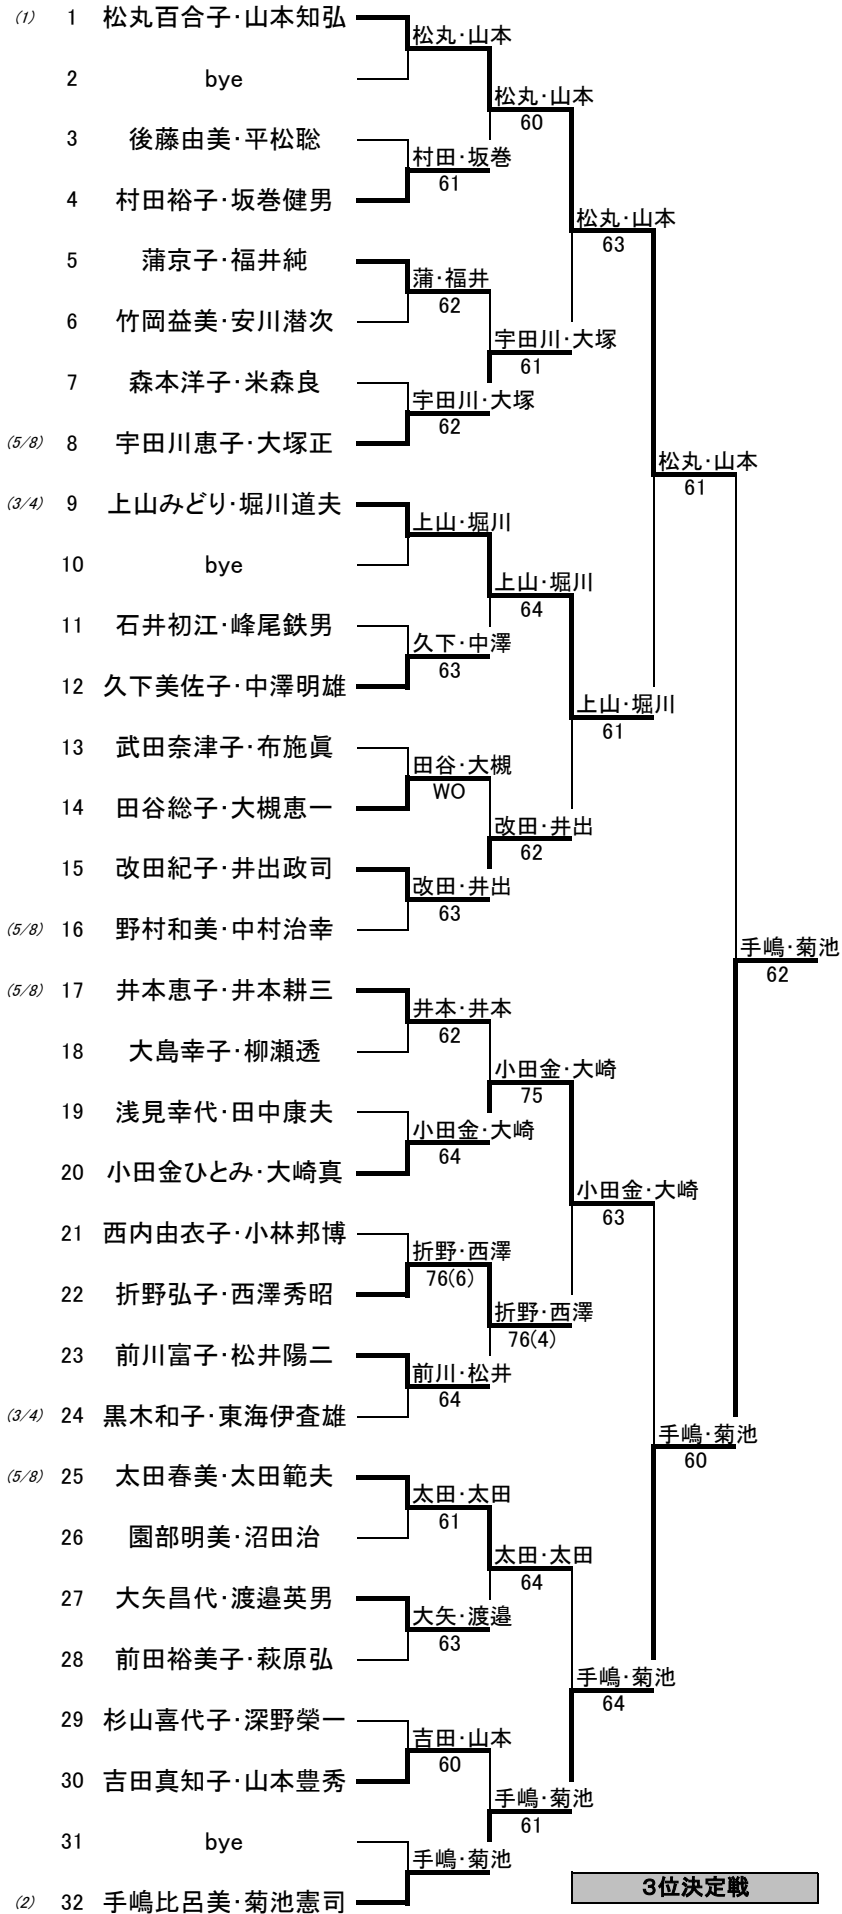 (1) 1 松丸百合子・山本知弘
松丸・山本
2 bye
松丸・山本
60
3 後藤由美・平松聡
村田・坂巻
61
4 村田裕子・坂巻健男
松丸・山本
63
5 蒲京子・福井純
蒲・福井
62
6 竹岡益美・安川潜次
宇田川・大塚
61
7 森本洋子・米森良
宇田川・大塚
62
(5/8) 8 宇田川恵子・大塚正
松丸・山本
61
(3/4) 9 上山みどり・堀川道夫
上山・堀川
10 bye
上山・堀川
64
11 石井初江・峰尾鉄男
久下・中澤
63
12 久下美佐子・中澤明雄
上山・堀川
61
13 武田奈津子・布施眞
田谷・大槻
WO
14 田谷総子・大槻恵一
改田・井出
62
15 改田紀子・井出政司
改田・井出
63
(5/8) 16 野村和美・中村治幸
手嶋・菊池
62
(5/8) 17 井本恵子・井本耕三
井本・井本
62
18 大島幸子・柳瀬透
小田金・大崎
75
19 浅見幸代・田中康夫
小田金・大崎
64
20 小田金ひとみ・大崎真
小田金・大崎
63
21 西内由衣子・小林邦博
折野・西澤
76(6)
22 折野弘子・西澤秀昭
折野・西澤
76(4)
23 前川富子・松井陽二
前川・松井
64
(3/4) 24 黒木和子・東海伊査雄
手嶋・菊池
60
(5/8) 25 太田春美・太田範夫
太田・太田
61
26 園部明美・沼田治
太田・太田
64
27 大矢昌代・渡邉英男
大矢・渡邉
63
28 前田裕美子・萩原弘
手嶋・菊池
64
29 杉山喜代子・深野榮一
吉田・山本
60
30 吉田真知子・山本豊秀
手嶋・菊池
61
31 bye
手嶋・菊池
(2) 32 手嶋比呂美・菊池憲司
３位決定戦